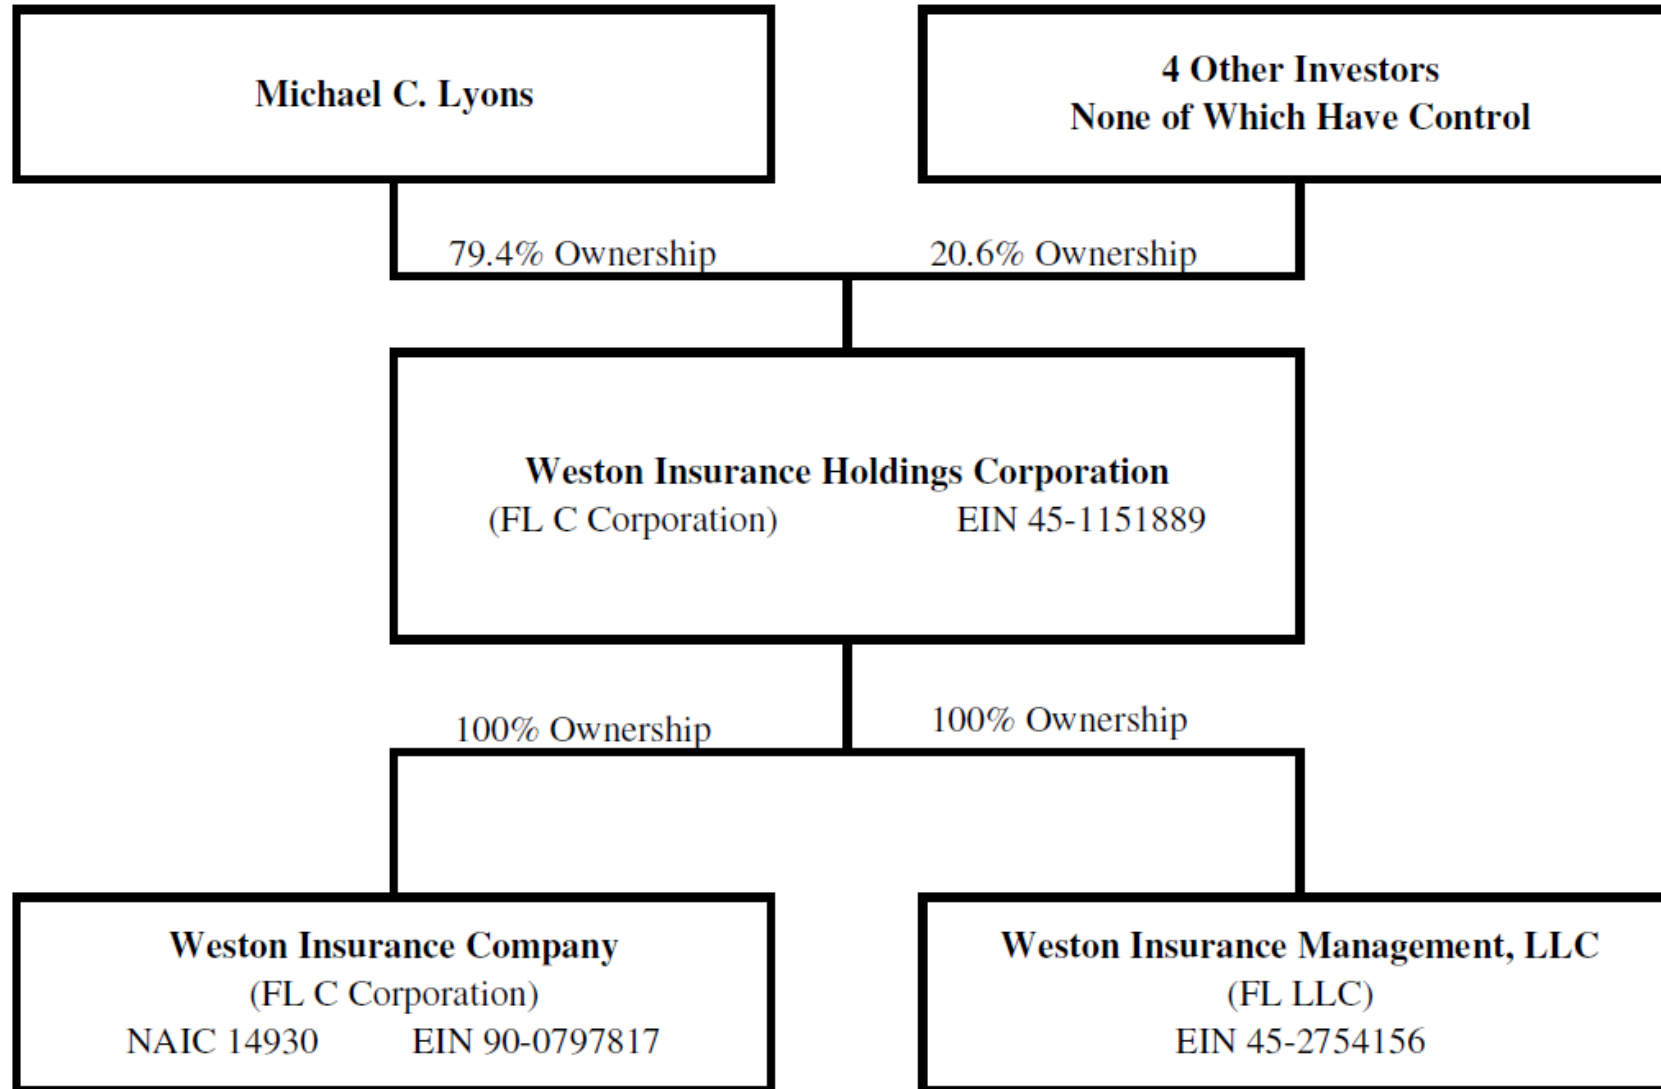 Michael C. Lyons
4 Other Investors
None of Which Have Control
79.4% Ownership
20.6% Ownership
Weston Insurance Holdings Corporation
(FL C Corporation) EIN 45-1151889
100% Ownership
100% Ownership
Weston Insurance Company
(FL C Corporation)
NAIC 14930 EIN 90-0797817
Weston Insurance Management, LLC
(FL LLC)
EIN 45-2754156